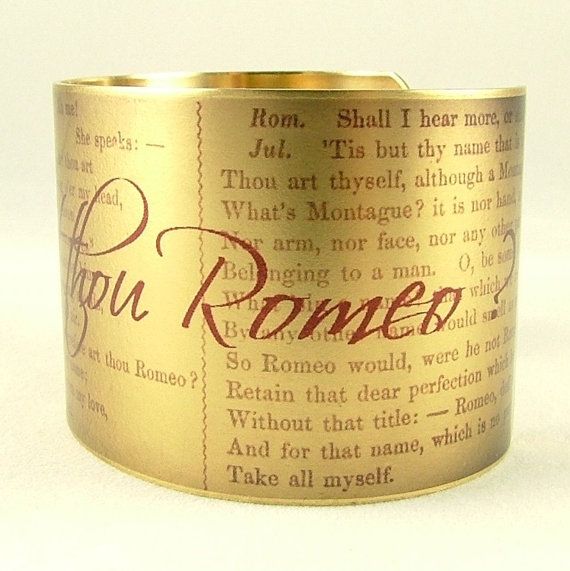 me!
She speaks: —
thou art
my head,
art thou Romeo?
my love,
Rom. Shall I hear more, or
Jul. 'Tis but thy name that
Thou art thyself, although a
What's Montague? it is nor hand,
Nor arm, nor face, nor any other
Belonging to a man. O, be
By any other name would
So Romeo would, were he not
Retain that dear perfection which
Without that title: — Romeo,
And for that name, which is no
Take all myself.
thou Romeo?